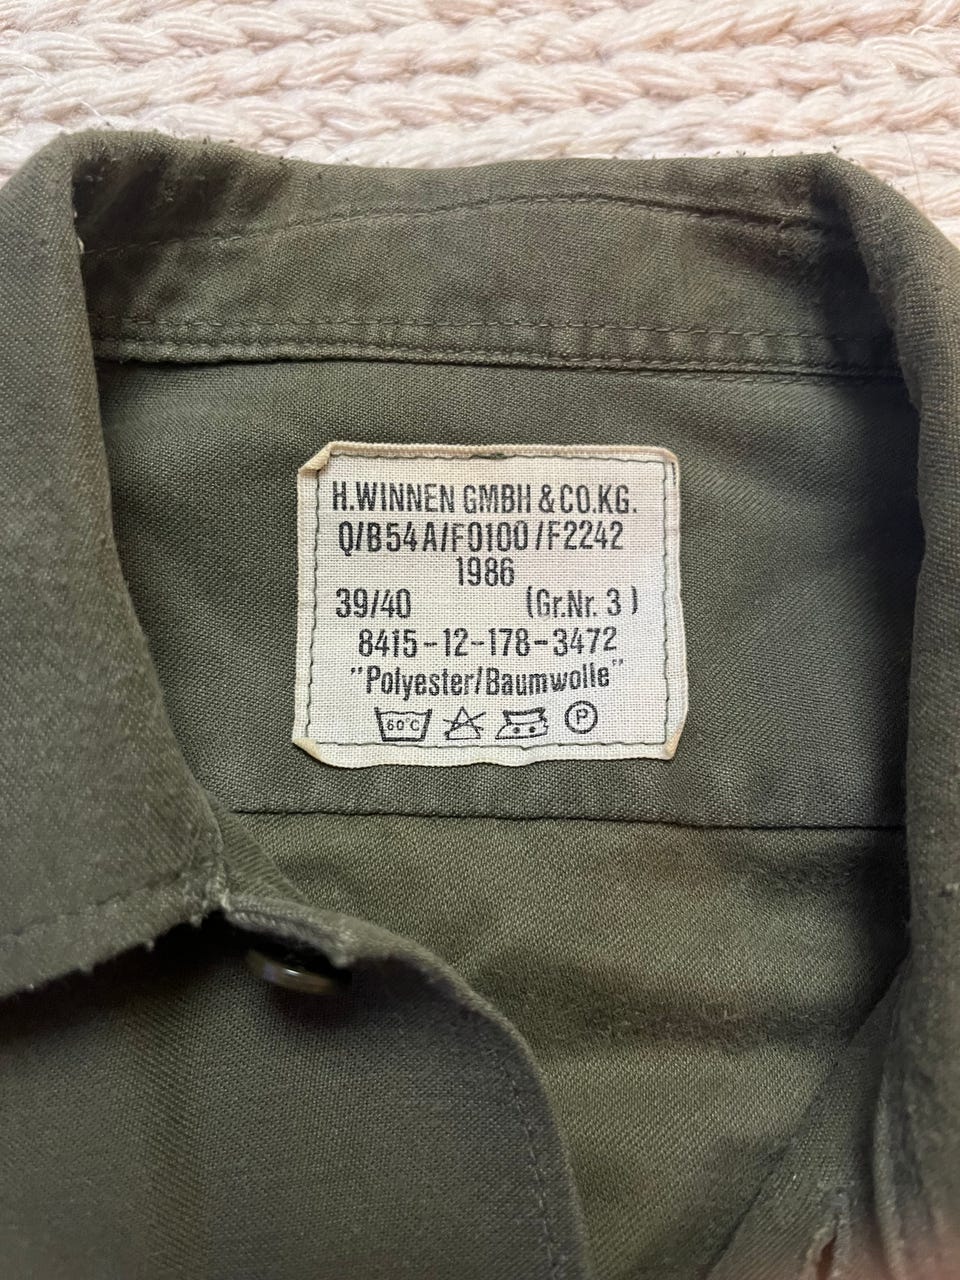 H.WINNEN GMBH & CO.KG.
Q/B54A/F0100/F2242
1986
39/40 (Gr.Nr. 3)
8415-12-178-3472
"Polyester/Baumwolle"
60°C P